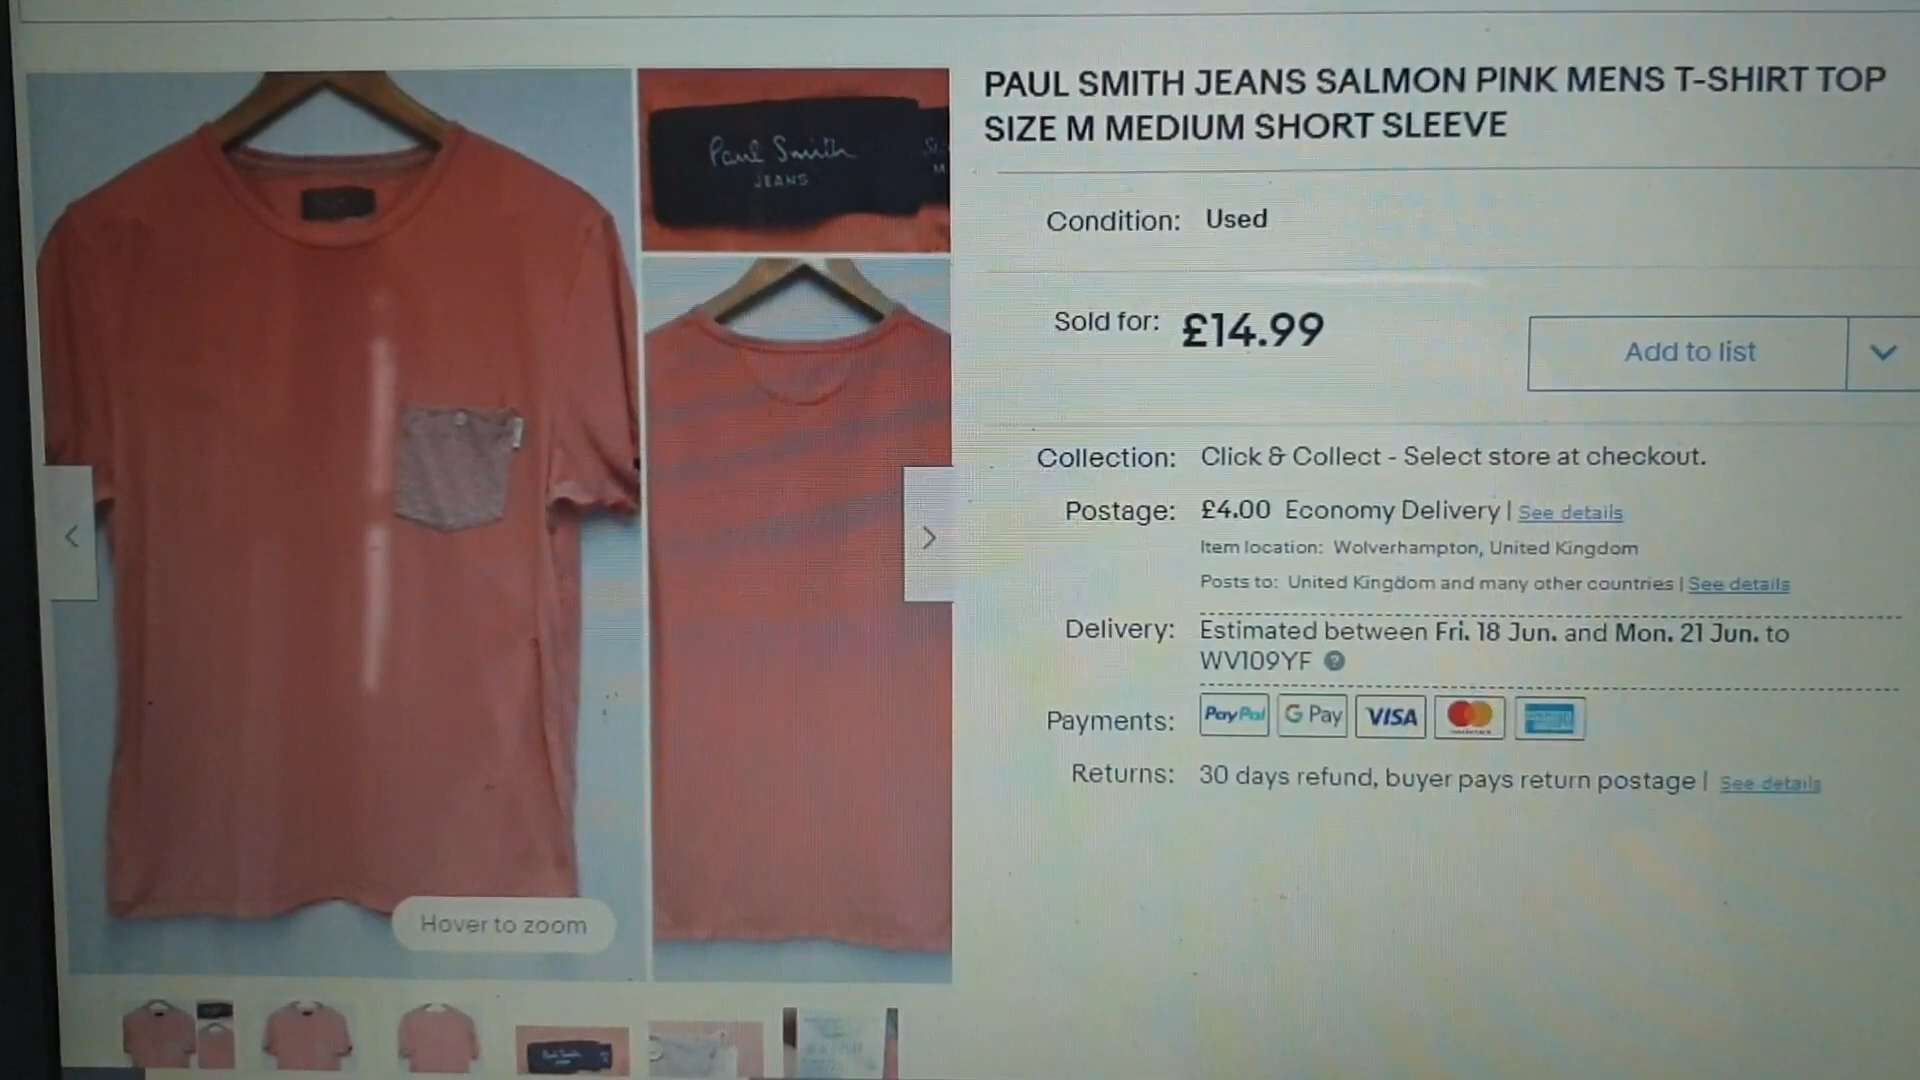 PAUL SMITH JEANS SALMON PINK MENS T-SHIRT TOP
SIZE M MEDIUM SHORT SLEEVE
Paul Smith
JEANS
Condition: Used
Sold for: £14.99
Add to list
Collection: Click & Collect - Select store at checkout.
Postage: £4.00 Economy Delivery | See details
Item location: Wolverhampton, United Kingdom
Posts to: United Kingdom and many other countries | See details
Delivery: Estimated between Fri. 18 Jun. and Mon. 21 Jun. to
WV109YF
Payments: PayPal G Pay VISA
Returns: 30 days refund, buyer pays return postage | See details
Hover to zoom
Paul Smith